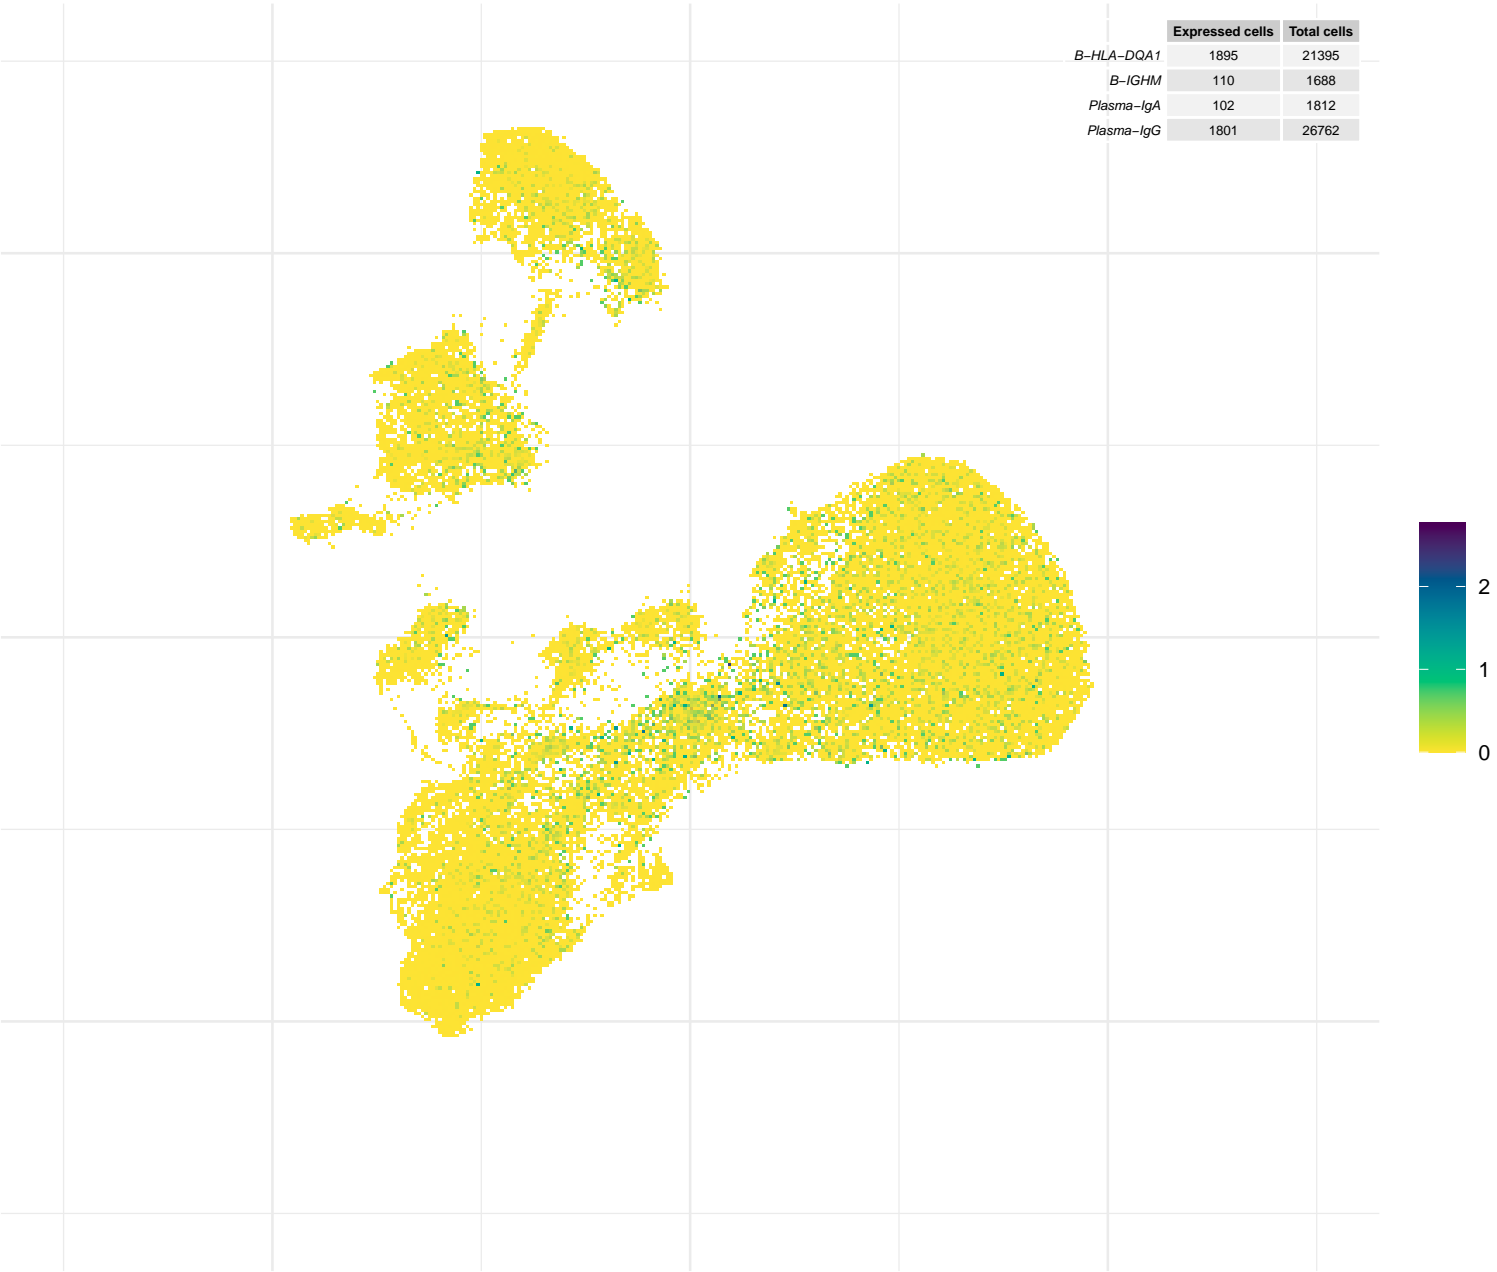 Expressed cells Total cells
B−HLA−DQA1 1895 21395
B−IGHM 110 1688
Plasma−IgA 102 1812
Plasma−IgG 1801 26762
2
1
0